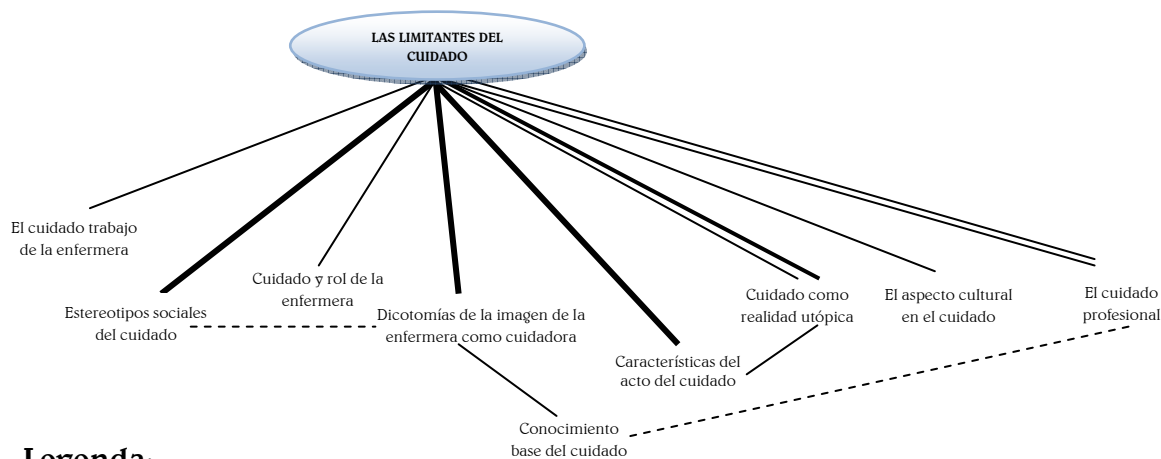 LAS LIMITANTES DEL
CUIDADO
El cuidado trabajo
de la enfermera
Cuidado y rol de la
enfermera
Estereotipos sociales
del cuidado
Dicotomías de la imagen de la
enfermera como cuidadora
Características del
acto del cuidado
Cuidado como
realidad utópica
El aspecto cultural
en el cuidado
El cuidado
profesional
Conocimiento
base del cuidado